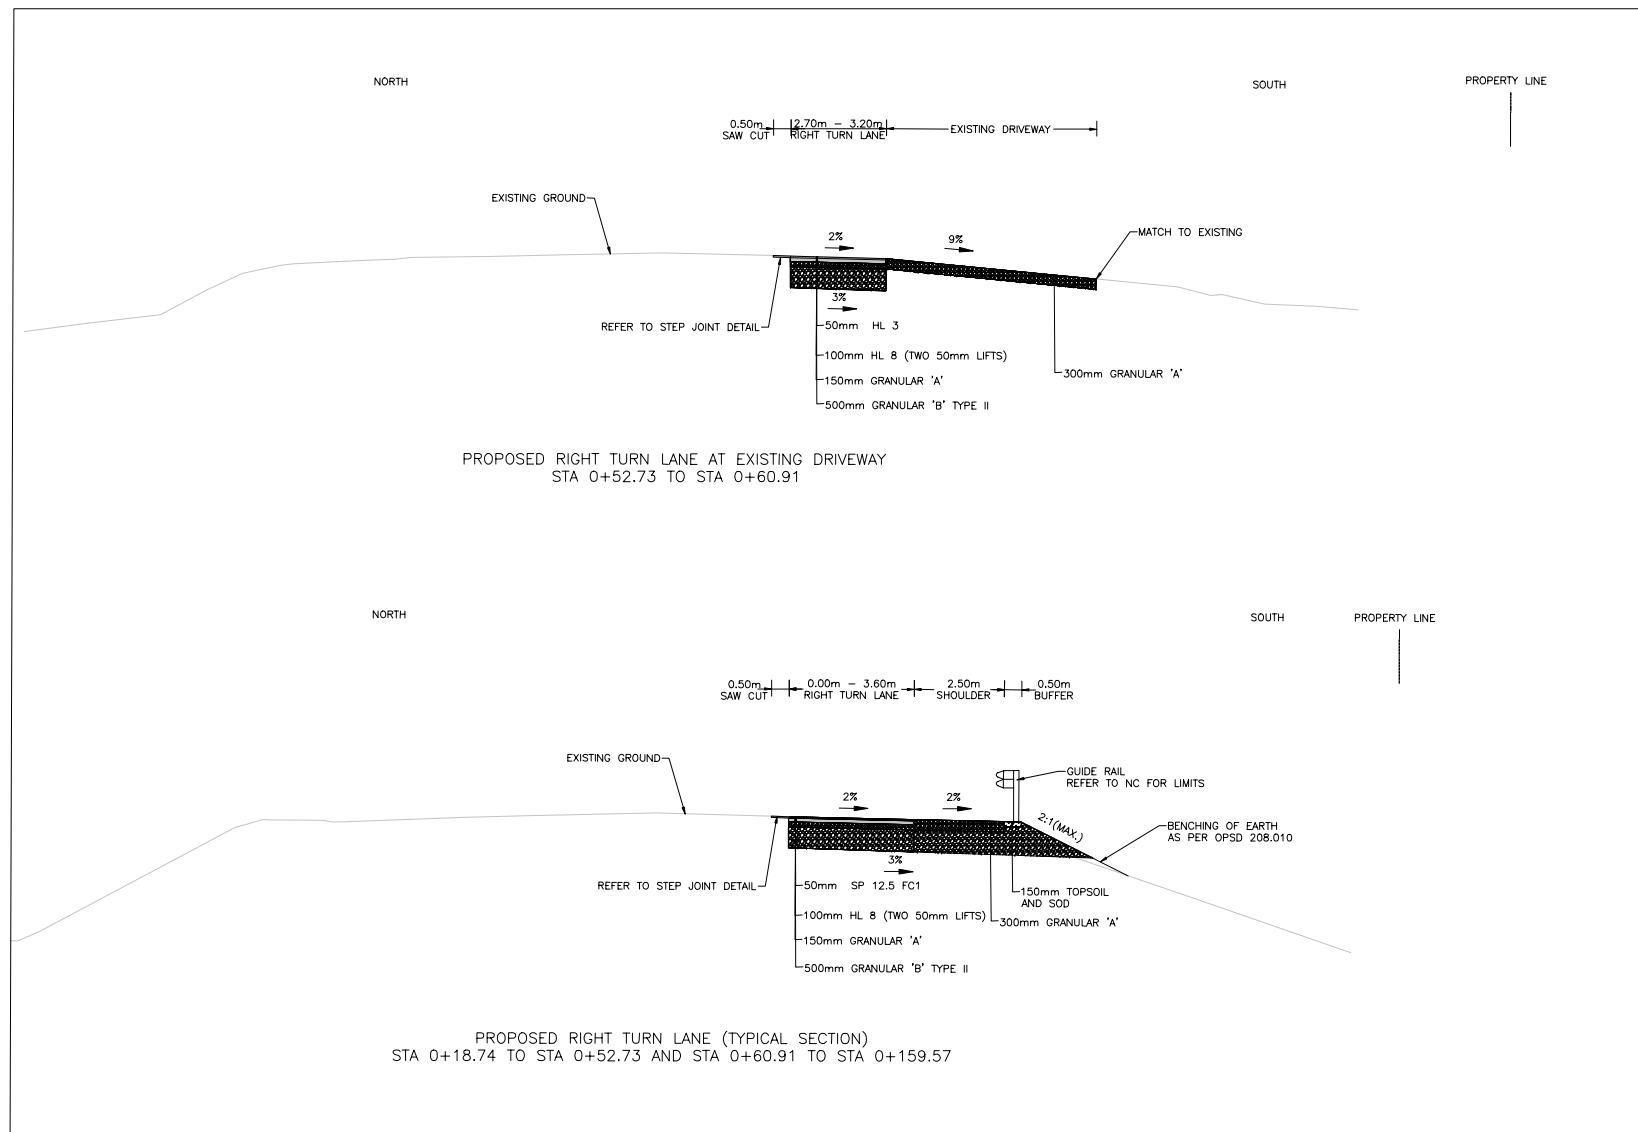 NORTH
SOUTH
PROPERTY LINE
0.50m
SAW CUT
2.70m - 3.20m
RIGHT TURN LANE
EXISTING DRIVEWAY
EXISTING GROUND
2%
9%
MATCH TO EXISTING
3%
REFER TO STEP JOINT DETAIL
50mm HL 3
100mm HL 8 (TWO 50mm LIFTS)
150mm GRANULAR 'A'
500mm GRANULAR 'B' TYPE II
300mm GRANULAR 'A'
PROPOSED RIGHT TURN LANE AT EXISTING DRIVEWAY
STA 0+52.73 TO STA 0+60.91
NORTH
SOUTH
PROPERTY LINE
0.50m
SAW CUT
0.00m - 3.60m
RIGHT TURN LANE
2.50m
SHOULDER
0.50m
BUFFER
EXISTING GROUND
GUIDE RAIL
REFER TO NC FOR LIMITS
2%
2%
2:1(MAX.)
BENCHING OF EARTH
AS PER OPSD 208.010
3%
REFER TO STEP JOINT DETAIL
50mm SP 12.5 FC1
100mm HL 8 (TWO 50mm LIFTS)
150mm GRANULAR 'A'
500mm GRANULAR 'B' TYPE II
150mm TOPSOIL
AND SOD
300mm GRANULAR 'A'
PROPOSED RIGHT TURN LANE (TYPICAL SECTION)
STA 0+18.74 TO STA 0+52.73 AND STA 0+60.91 TO STA 0+159.57